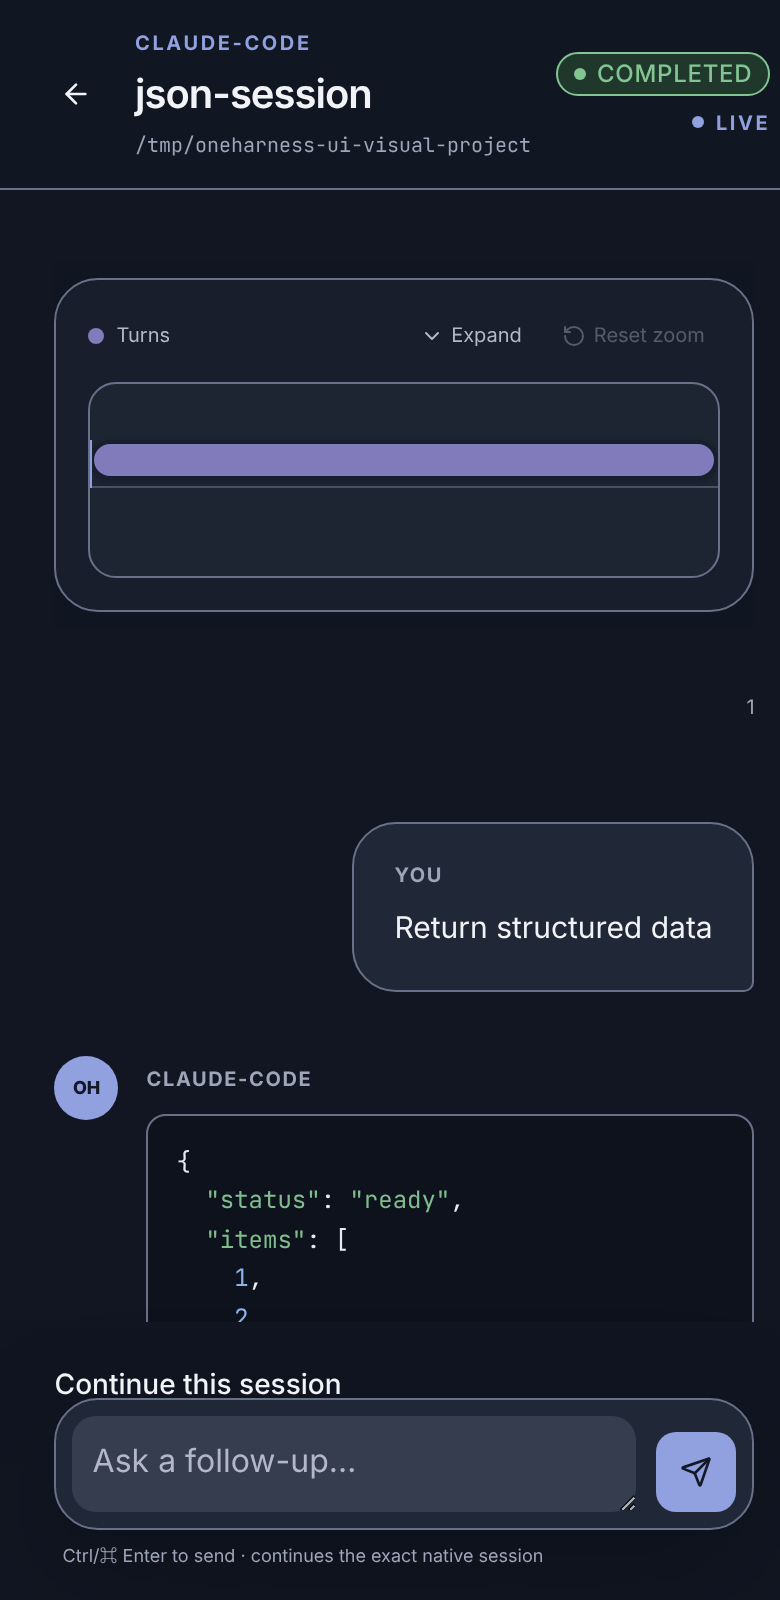 CLAUDE-CODE
json-session
/tmp/oneharness-ui-visual-project
COMPLETED
LIVE
Turns
Expand
Reset zoom
1
YOU
Return structured data
OH
CLAUDE-CODE
{
  "status": "ready",
  "items": [
    1,
    2
Continue this session
Ask a follow-up...
Ctrl/⌘ Enter to send · continues the exact native session